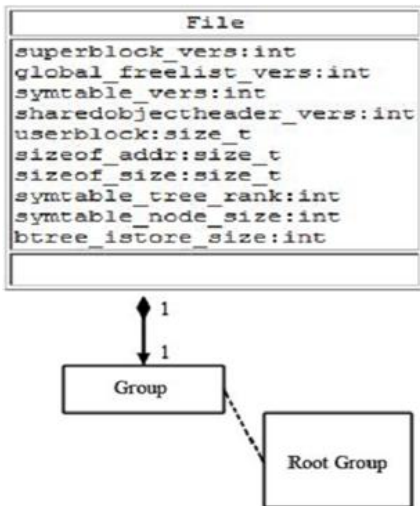 File
superblock_vers:int
global_freelist_vers:int
symtable_vers:int
sharedobjectheader_vers:int
userblock:size_t
sizeof_addr:size_t
sizeof_size:size_t
symtable_tree_rank:int
symtable_node_size:int
btree_istore_size:int
1
1
Group
Root Group